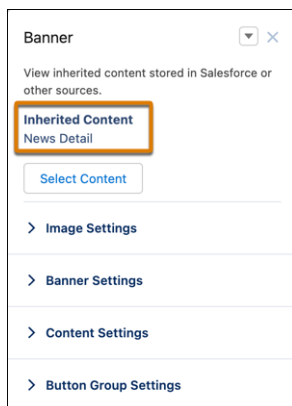 Banner
View inherited content stored in Salesforce or
other sources.
Inherited Content
News Detail
Select Content
Image Settings
Banner Settings
Content Settings
Button Group Settings